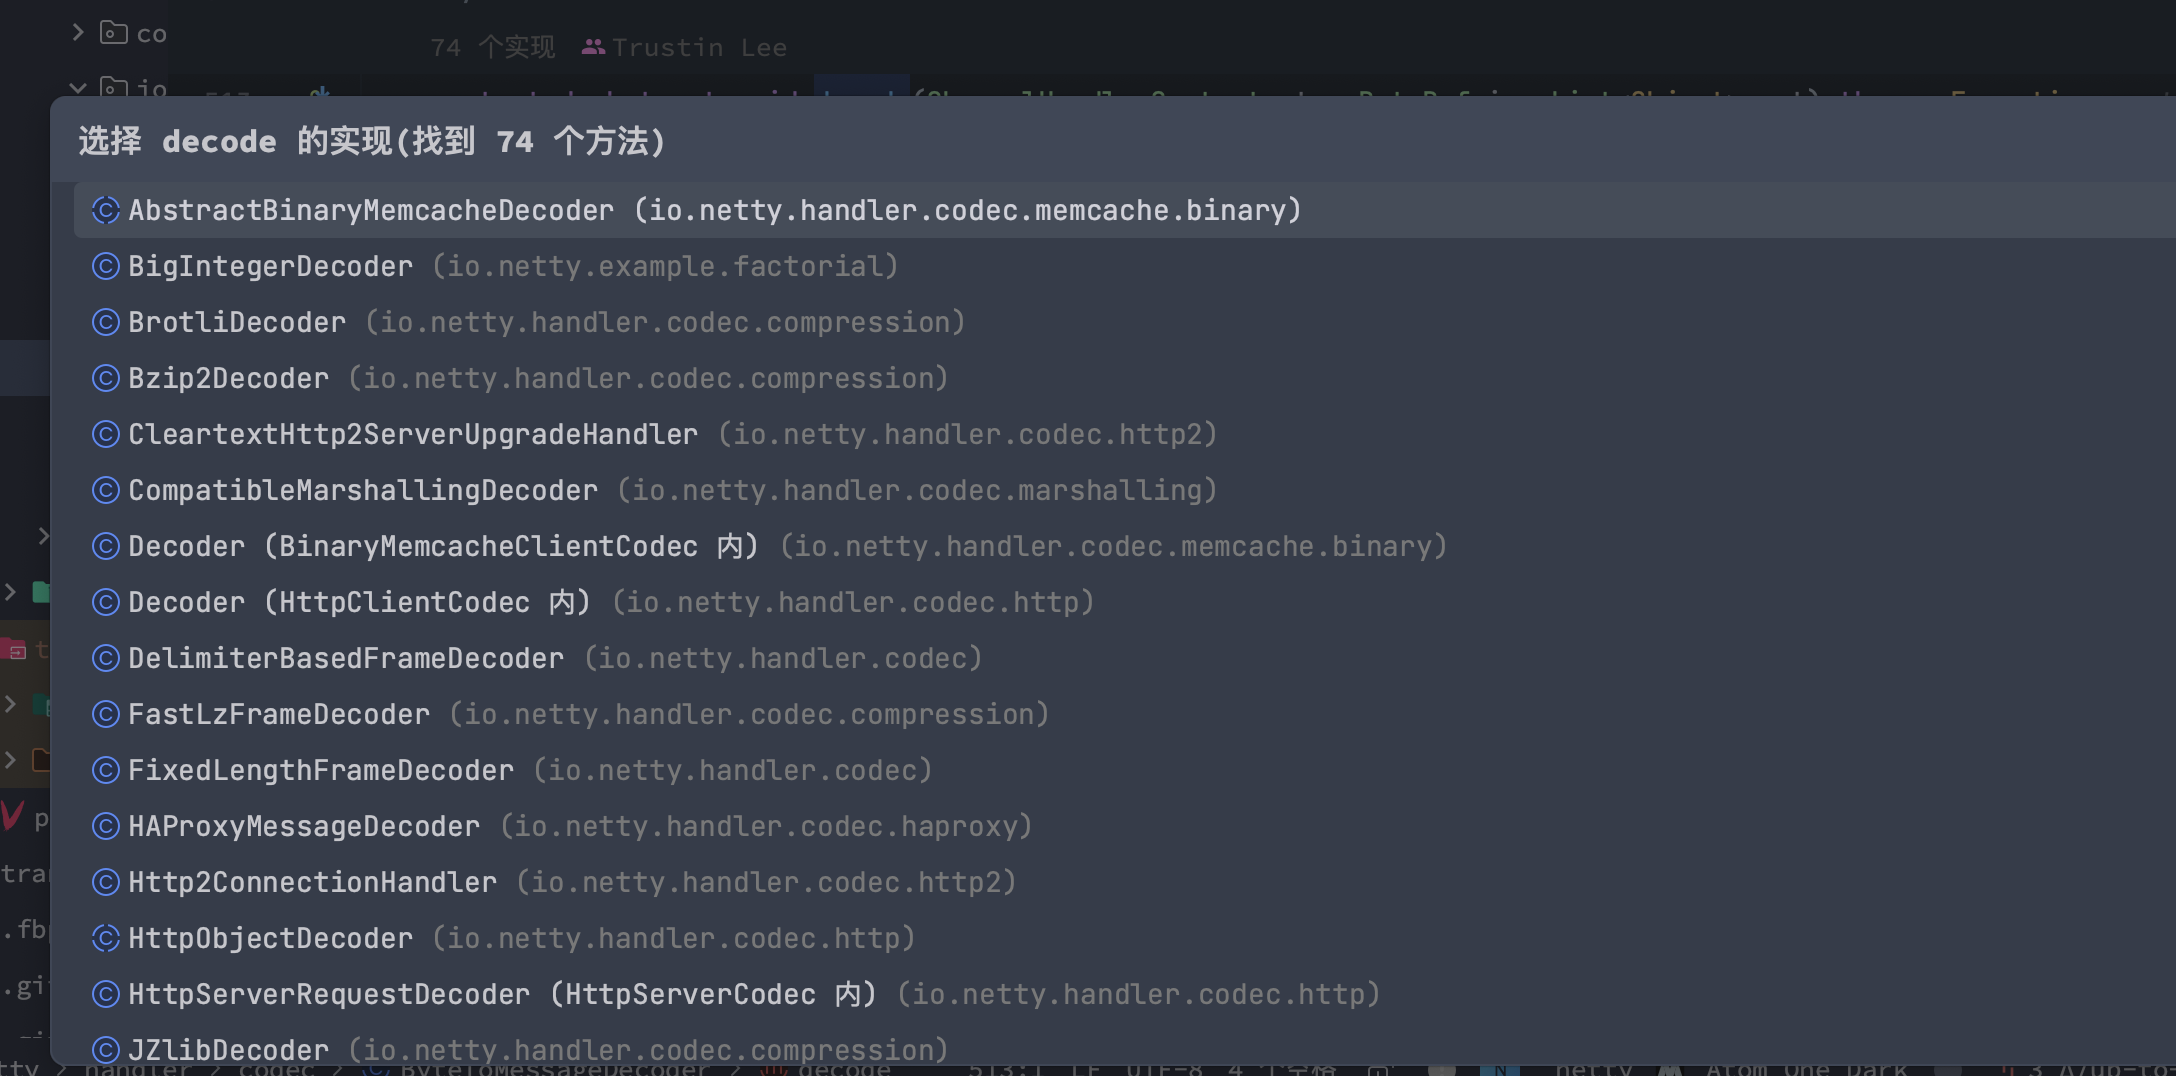 co
74 个实现 Trustin Lee
io
选择 decode 的实现(找到 74 个方法)
AbstractBinaryMemcacheDecoder (io.netty.handler.codec.memcache.binary)
BigIntegerDecoder (io.netty.example.factorial)
BrotliDecoder (io.netty.handler.codec.compression)
Bzip2Decoder (io.netty.handler.codec.compression)
CleartextHttp2ServerUpgradeHandler (io.netty.handler.codec.http2)
CompatibleMarshallingDecoder (io.netty.handler.codec.marshalling)
Decoder (BinaryMemcacheClientCodec 内) (io.netty.handler.codec.memcache.binary)
Decoder (HttpClientCodec 内) (io.netty.handler.codec.http)
DelimiterBasedFrameDecoder (io.netty.handler.codec)
FastLzFrameDecoder (io.netty.handler.codec.compression)
FixedLengthFrameDecoder (io.netty.handler.codec)
HAProxyMessageDecoder (io.netty.handler.codec.haproxy)
Http2ConnectionHandler (io.netty.handler.codec.http2)
HttpObjectDecoder (io.netty.handler.codec.http)
HttpServerRequestDecoder (HttpServerCodec 内) (io.netty.handler.codec.http)
JZlibDecoder (io.netty.handler.codec.compression)
handler > codec > ByteToMessageDecoder > decode 513:1 LF UTF-8 4 个空格 netty Atom One Dark